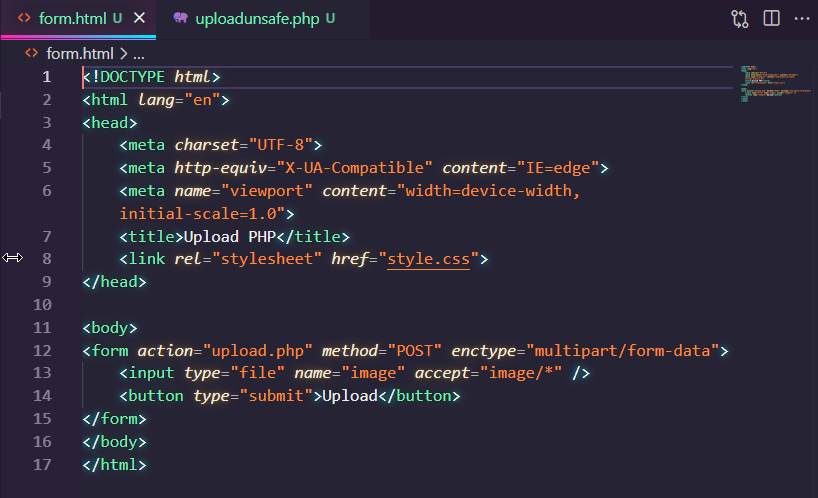 form.html U uploadunsafe.php U
form.html > ...
1 <!DOCTYPE html>
2 <html lang="en">
3 <head>
4 <meta charset="UTF-8">
5 <meta http-equiv="X-UA-Compatible" content="IE=edge">
6 <meta name="viewport" content="width=device-width,
initial-scale=1.0">
7 <title>Upload PHP</title>
8 <link rel="stylesheet" href="style.css">
9 </head>
10
11 <body>
12 <form action="upload.php" method="POST" enctype="multipart/form-data">
13 <input type="file" name="image" accept="image/*" />
14 <button type="submit">Upload</button>
15 </form>
16 </body>
17 </html>